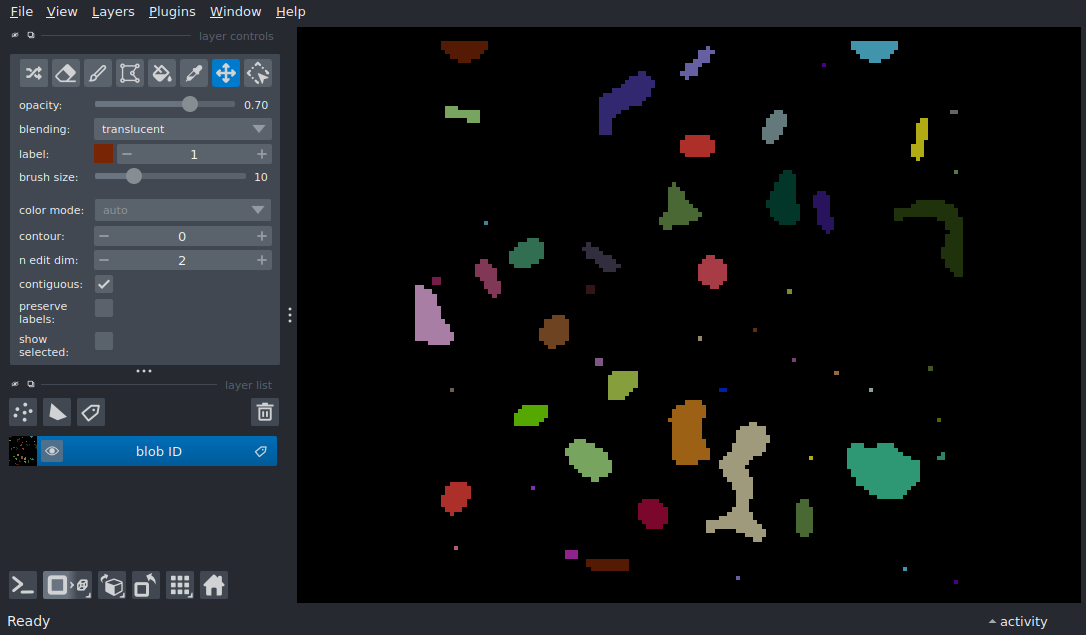 File View Layers Plugins Window Help
layer controls
opacity: 0.70
blending: translucent
label: 1
brush size: 10
color mode: auto
contour: 0
n edit dim: 2
contiguous:
preserve
labels:
show
selected:
layer list
blob ID
Ready
activity